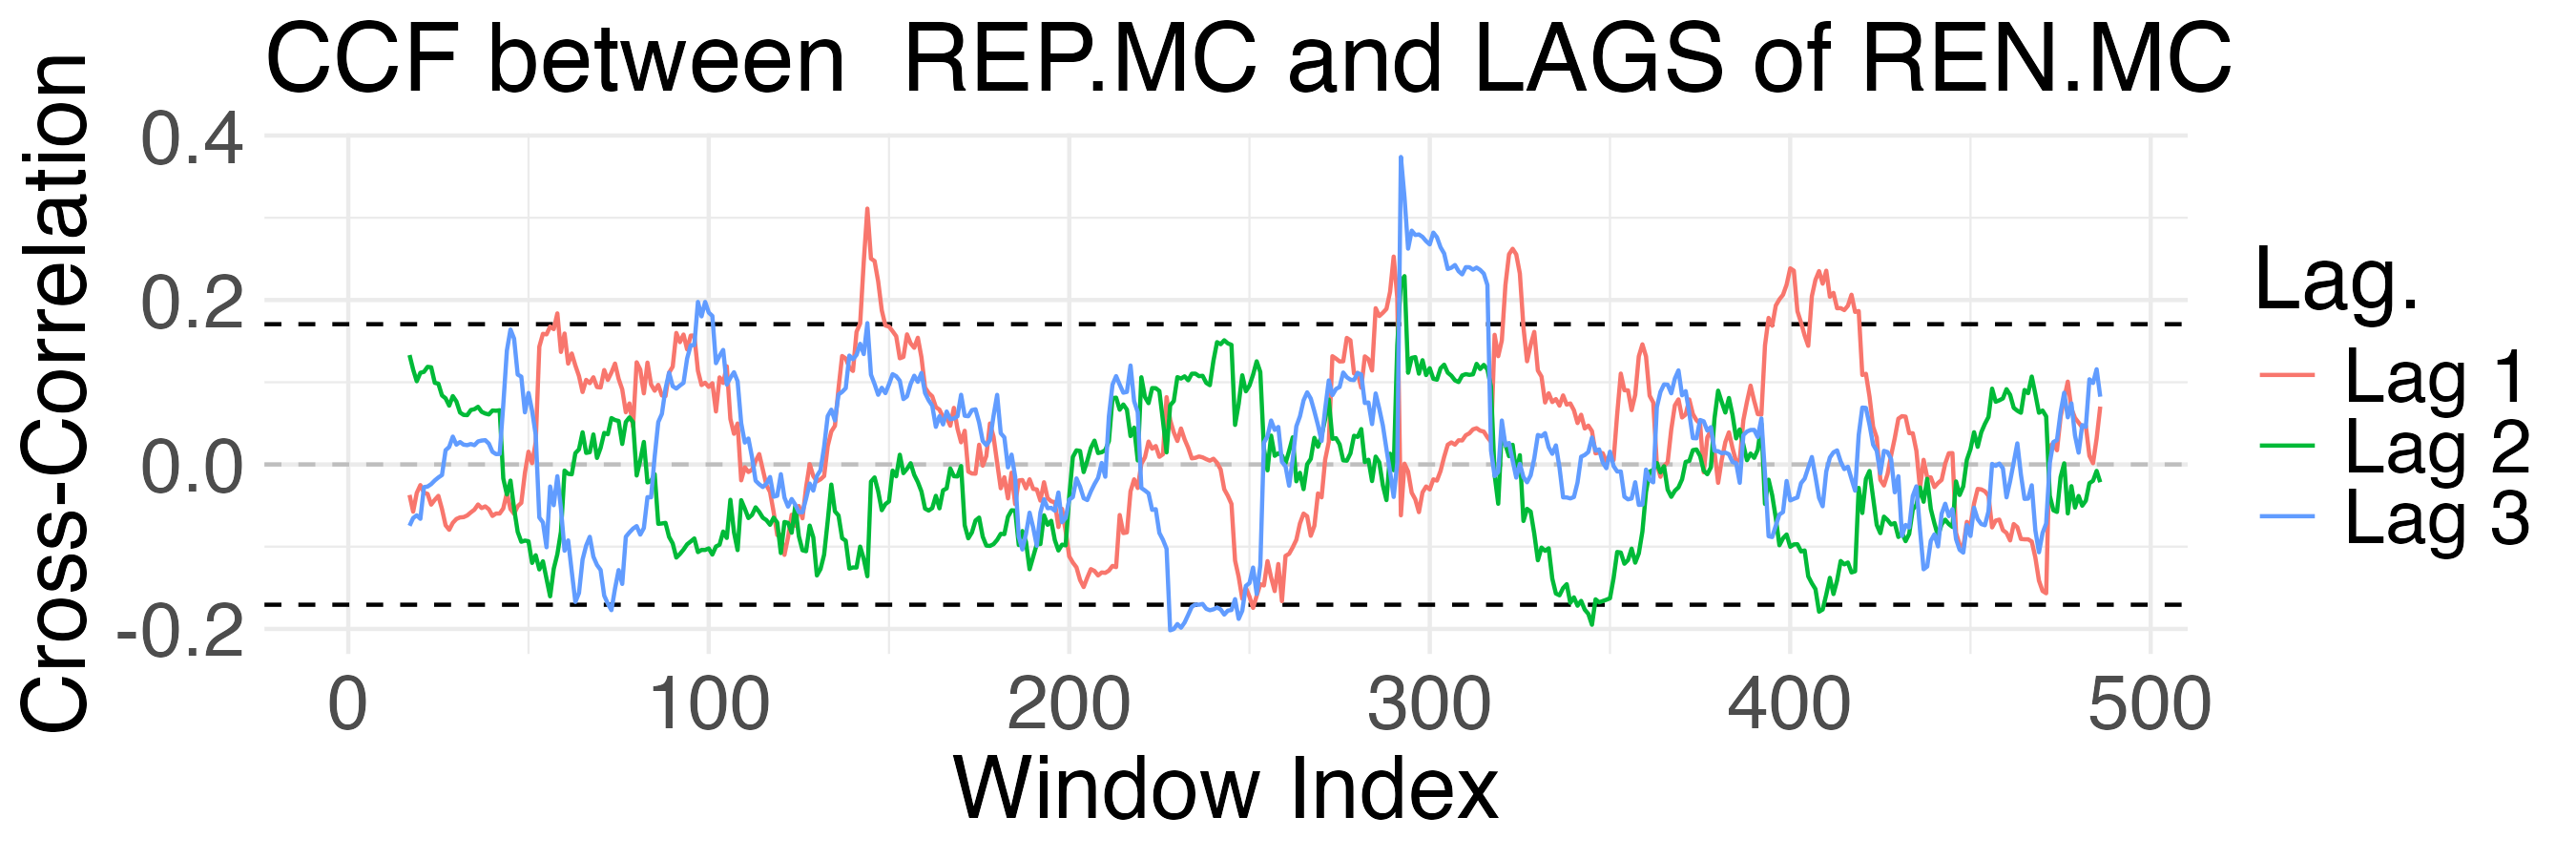 CCF between  REP.MC and LAGS of REN.MC
Cross-Correlation
0.4
0.2
0.0
-0.2
0
100
200
300
400
500
Window Index
Lag.
Lag 1
Lag 2
Lag 3